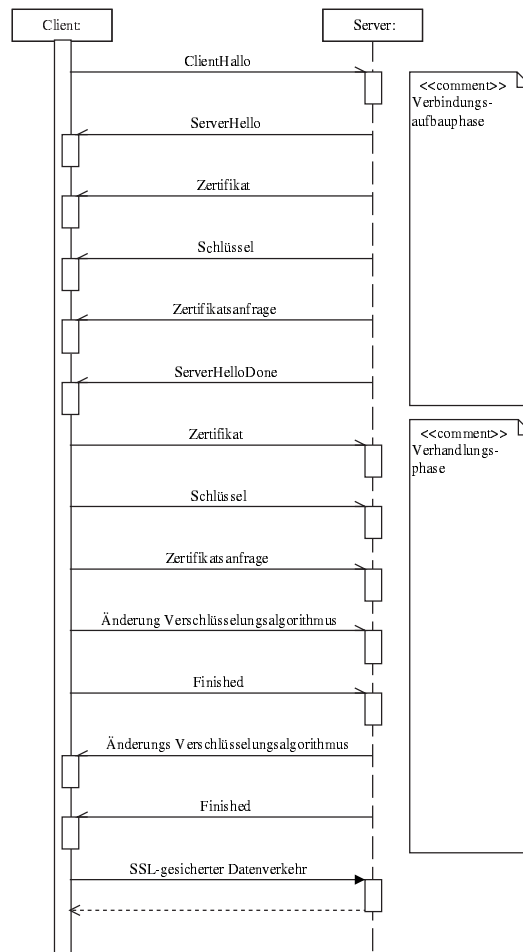 Client:
Server:
ClientHallo
<<comment>>
Verbindungs-
aufbauphase
ServerHello
Zertifikat
Schlüssel
Zertifikatsanfrage
ServerHelloDone
<<comment>>
Verhandlungs-
phase
Zertifikat
Schlüssel
Zertifikatsanfrage
Änderung Verschlüsselungsalgorithmus
Finished
Änderungs Verschlüsselungsalgorithmus
Finished
SSL-gesicherter Datenverkehr